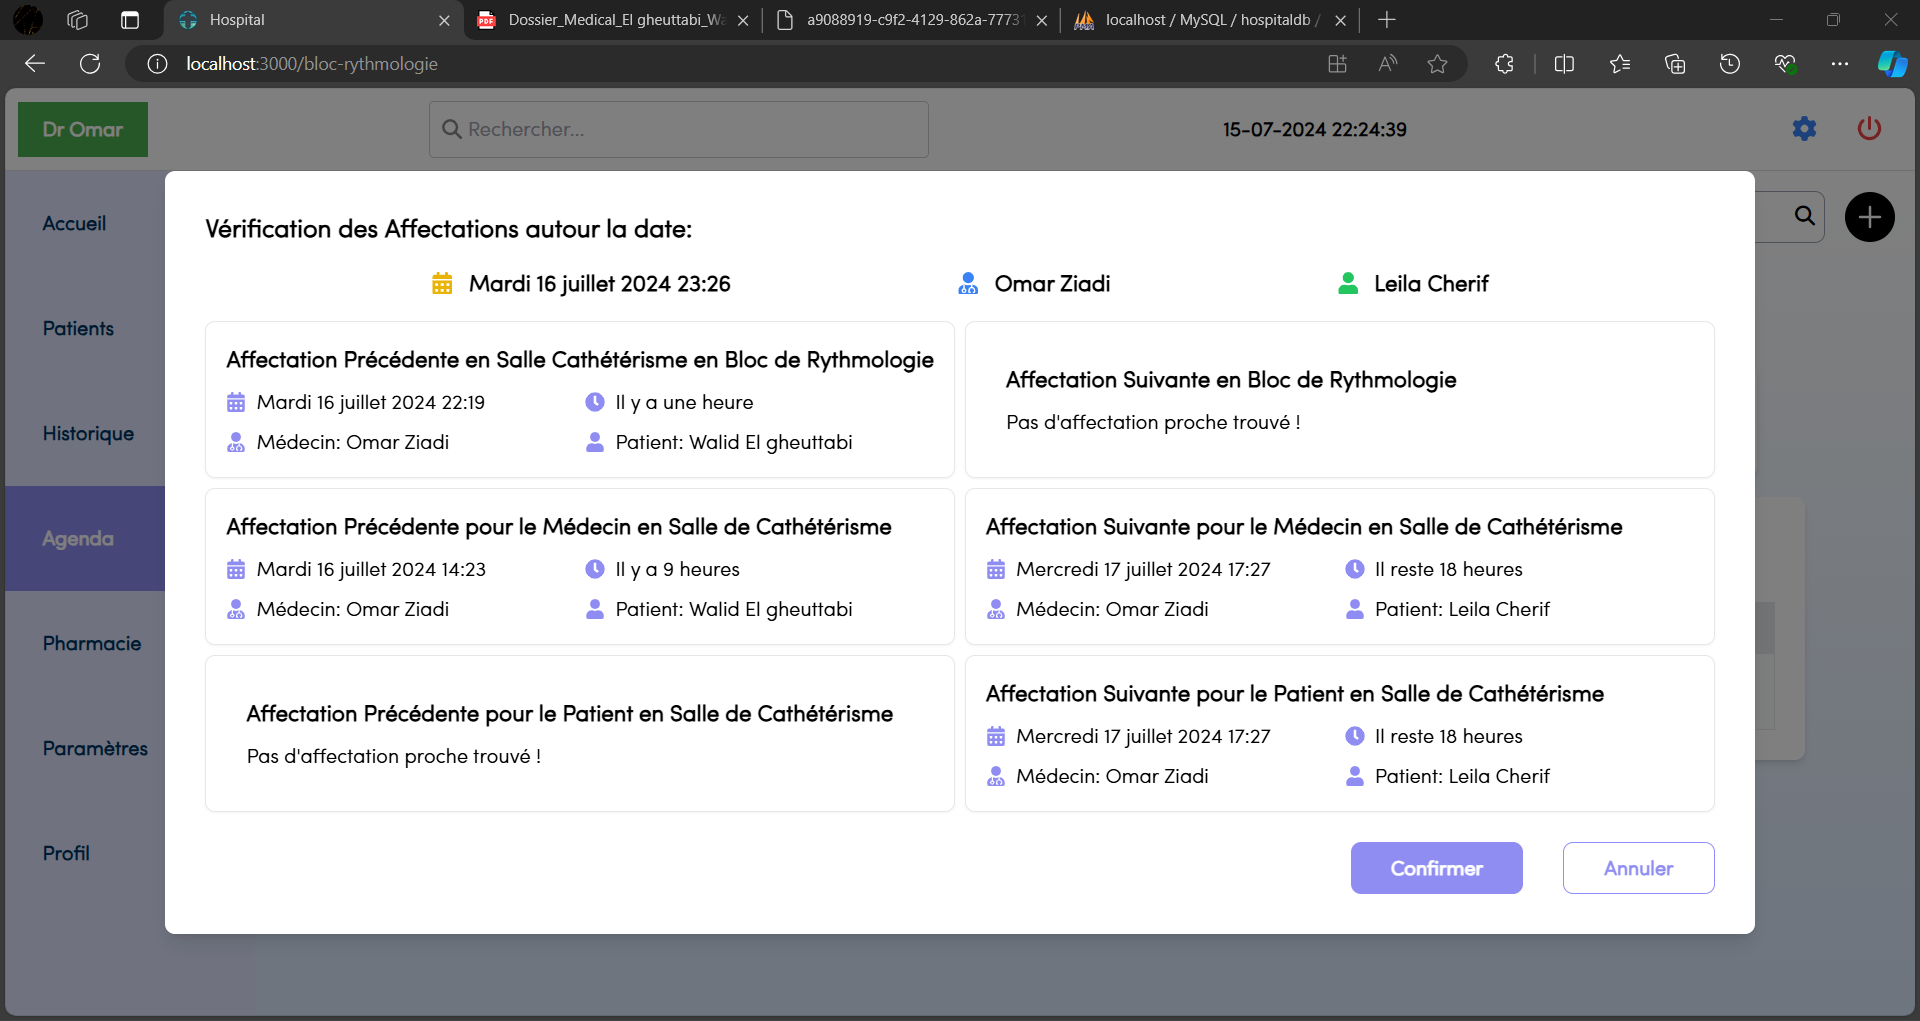 Hospital
Dossier_Medical_El gheuttabi_Wa
a9088919-c9f2-4129-862a-7773
localhost / MySQL / hospitaldb /
localhost:3000/bloc-rythmologie
Dr Omar
Rechercher...
15-07-2024 22:24:39
Accueil
Patients
Historique
Agenda
Pharmacie
Paramètres
Profil
Vérification des Affectations autour la date:
Mardi 16 juillet 2024 23:26
Omar Ziadi
Leila Cherif
Affectation Précédente en Salle Cathétérisme en Bloc de Rythmologie
Mardi 16 juillet 2024 22:19
Il y a une heure
Médecin: Omar Ziadi
Patient: Walid El gheuttabi
Affectation Suivante en Bloc de Rythmologie
Pas d'affectation proche trouvé !
Affectation Précédente pour le Médecin en Salle de Cathétérisme
Mardi 16 juillet 2024 14:23
Il y a 9 heures
Médecin: Omar Ziadi
Patient: Walid El gheuttabi
Affectation Suivante pour le Médecin en Salle de Cathétérisme
Mercredi 17 juillet 2024 17:27
Il reste 18 heures
Médecin: Omar Ziadi
Patient: Leila Cherif
Affectation Précédente pour le Patient en Salle de Cathétérisme
Pas d'affectation proche trouvé !
Affectation Suivante pour le Patient en Salle de Cathétérisme
Mercredi 17 juillet 2024 17:27
Il reste 18 heures
Médecin: Omar Ziadi
Patient: Leila Cherif
Confirmer
Annuler